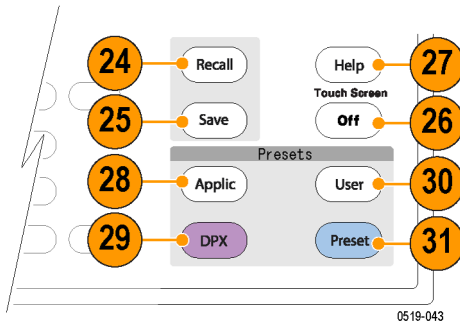 24 Recall Help 27
Touch Screen
25 Save Off 26
Presets
28 Applic User 30
29 DPX Preset 31
0519-043